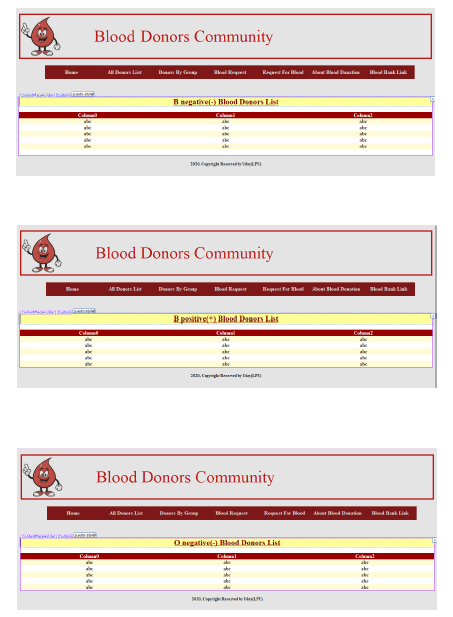 Blood Donors Community
Home All Donors List Donors By Group Blood Request Request For Blood About Blood Donation Blood Bank Link
ContentPlaceHolder1 (Custom)
B negative(-) Blood Donors List
Column0 Column1 Column2
abc abc abc
abc abc abc
abc abc abc
abc abc abc
abc abc abc
2020, Copyright Reserved by Uday(LPU)
Blood Donors Community
Home All Donors List Donors By Group Blood Request Request For Blood About Blood Donation Blood Bank Link
ContentPlaceHolder1 (Custom)
B positive(+) Blood Donors List
Column0 Column1 Column2
abc abc abc
abc abc abc
abc abc abc
abc abc abc
abc abc abc
2020, Copyright Reserved by Uday(LPU)
Blood Donors Community
Home All Donors List Donors By Group Blood Request Request For Blood About Blood Donation Blood Bank Link
ContentPlaceHolder1 (Custom)
O negative(-) Blood Donors List
Column0 Column1 Column2
abc abc abc
abc abc abc
abc abc abc
abc abc abc
abc abc abc
2020, Copyright Reserved by Uday(LPU)